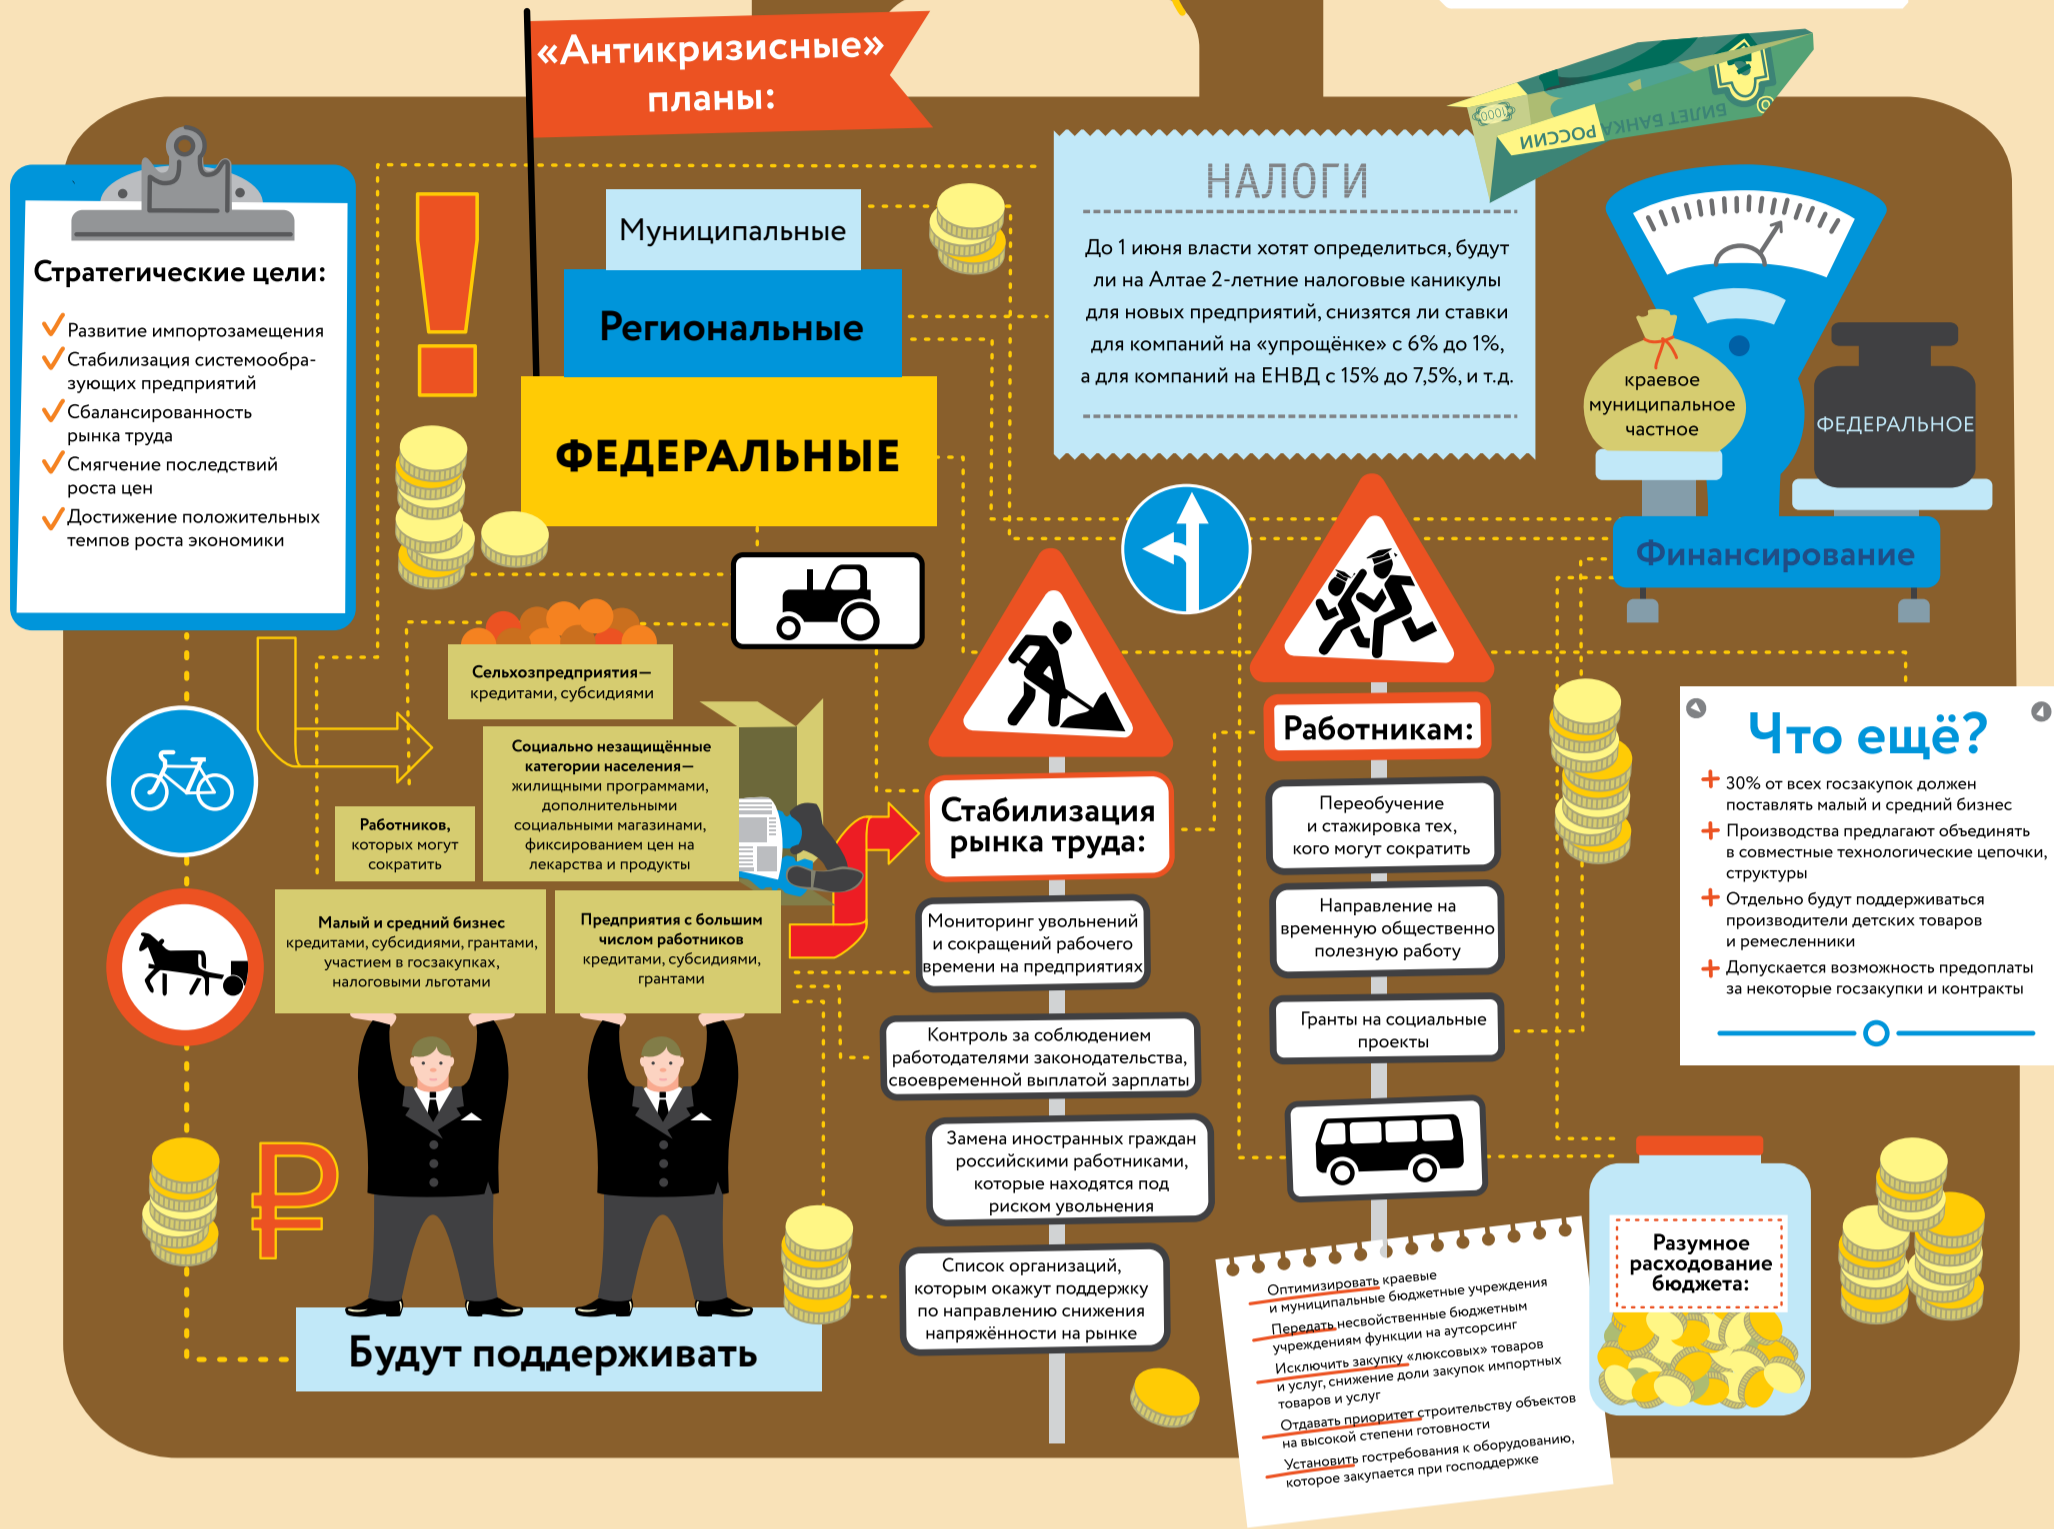 «Антикризисные»
планы:
Муниципальные
Региональные
ФЕДЕРАЛЬНЫЕ
Стратегические цели:
Развитие импортозамещения
Стабилизация системообра-
зующих предприятий
Сбалансированность
рынка труда
Смягчение последствий
роста цен
Достижение положительных
темпов роста экономики
НАЛОГИ
До 1 июня власти хотят определиться, будут
ли на Алтае 2-летние налоговые каникулы
для новых предприятий, снизятся ли ставки
для компаний на «упрощёнке» с 6% до 1%,
а для компаний на ЕНВД с 15% до 7,5%, и т.д.
1000
БИЛЕТ БАНКА РОССИИ
краевое
муниципальное
частное
ФЕДЕРАЛЬНОЕ
Финансирование
Сельхозпредприятия—
кредитами, субсидиями
Социально незащищённые
категории населения—
жилищными программами,
дополнительными
социальными магазинами,
фиксированием цен на
лекарства и продукты
Работников,
которых могут
сократить
Малый и средний бизнес
кредитами, субсидиями, грантами,
участием в госзакупках,
налоговыми льготами
Предприятия с большим
числом работников
кредитами, субсидиями,
грантами
₽
Будут поддерживать
Стабилизация
рынка труда:
Мониторинг увольнений
и сокращений рабочего
времени на предприятиях
Контроль за соблюдением
работодателями законодательства,
своевременной выплатой зарплаты
Замена иностранных граждан
российскими работниками,
которые находятся под
риском увольнения
Список организаций,
которым окажут поддержку
по направлению снижения
напряжённости на рынке
Работникам:
Переобучение
и стажировка тех,
кого могут сократить
Направление на
временную общественно
полезную работу
Гранты на социальные
проекты
Что ещё?
30% от всех госзакупок должен
поставлять малый и средний бизнес
Производства предлагают объединять
в совместные технологические цепочки,
структуры
Отдельно будут поддерживаться
производители детских товаров
и ремесленники
Допускается возможность предоплаты
за некоторые госзакупки и контракты
Разумное
расходование
бюджета:
Оптимизировать краевые
и муниципальные бюджетные учреждения
Передать несвойственные бюджетным
учреждениям функции на аутсорсинг
Исключить закупку «люксовых» товаров
и услуг, снижение доли закупок импортных
товаров и услуг
Отдавать приоритет строительству объектов
на высокой степени готовности
Установить гостребования к оборудованию,
которое закупается при господдержке